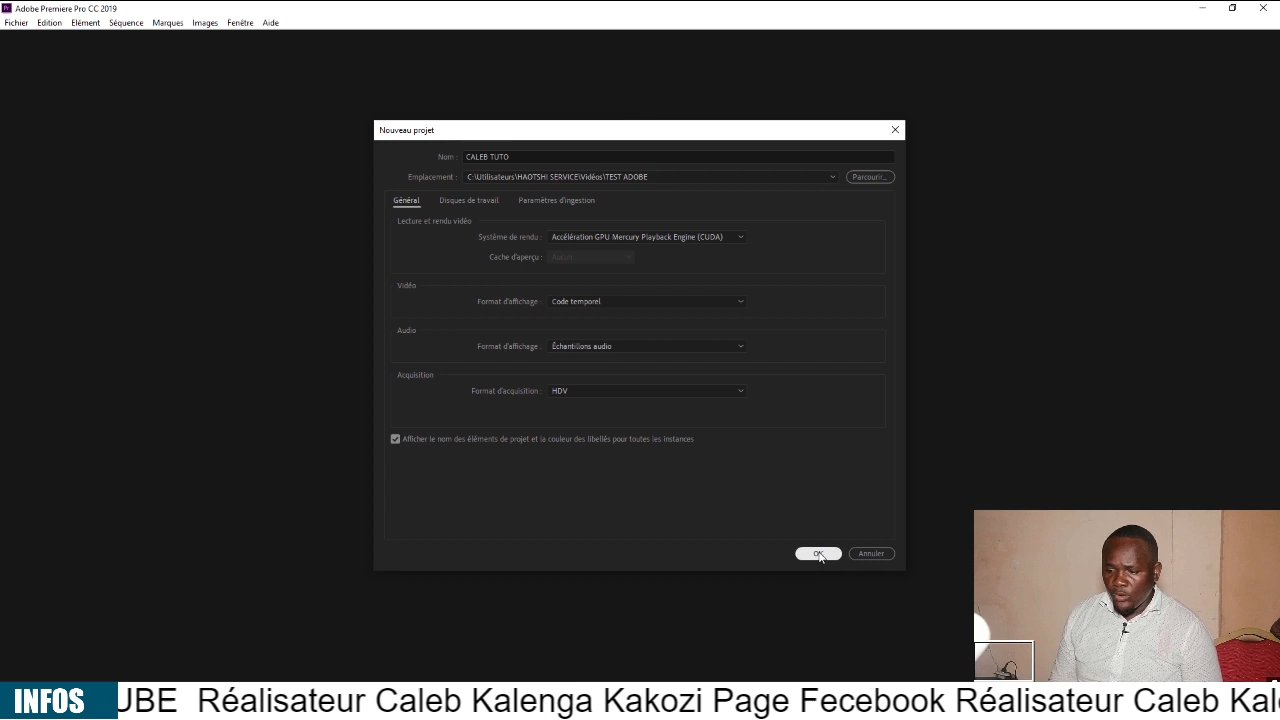 Pr Adobe Premiere Pro CC 2019
Fichier Edition Elément Séquence Marques Images Fenêtre Aide
Nouveau projet
Nom : CALEB TUTO
Emplacement : C:\Utilisateurs\HAOTSHI SERVICE\Vidéos\TEST ADOBE Parcourir...
Général Disques de travail Paramètres d'ingestion
Lecture et rendu vidéo
Système de rendu : Accélération GPU Mercury Playback Engine (CUDA)
Cache d'aperçu : Aucun
Vidéo
Format d'affichage : Code temporel
Audio
Format d'affichage : Échantillons audio
Acquisition
Format d'acquisition : HDV
Afficher le nom des éléments de projet et la couleur des libellés pour toutes les instances
OK Annuler
INFOS UBE Réalisateur Caleb Kalenga Kakozi Page Fecebook Réalisateur Caleb Kale